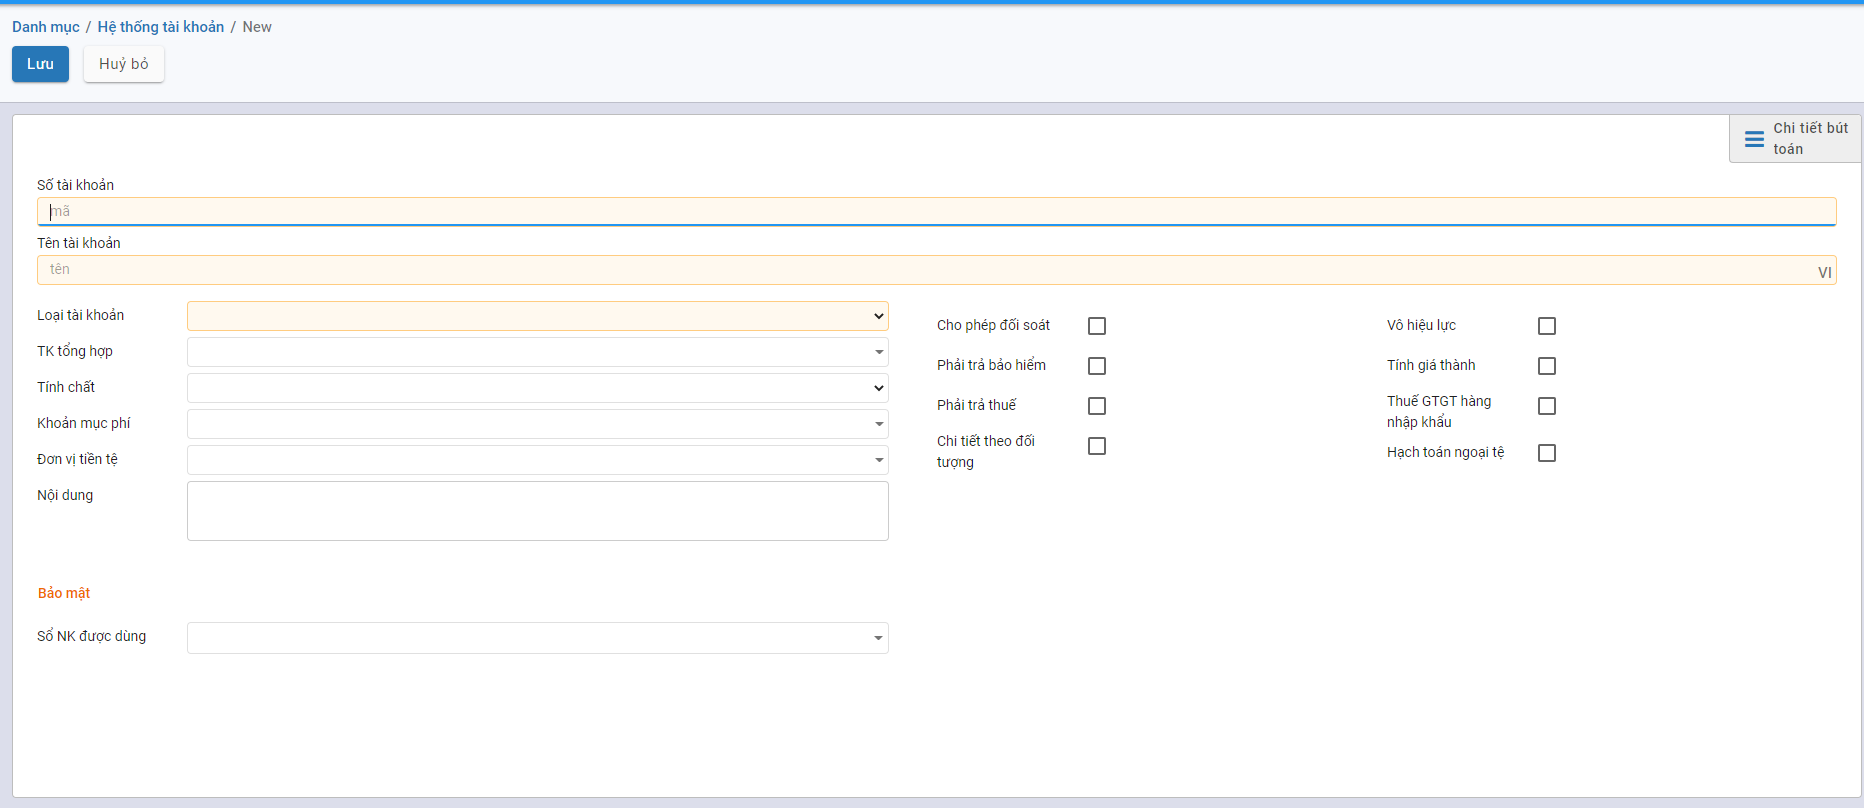 Danh mục / Hệ thống tài khoản / New
Lưu
Huỷ bỏ
Chi tiết bút
toán
Số tài khoản
mã
Tên tài khoản
tên
VI
Loại tài khoản
TK tổng hợp
Tính chất
Khoản mục phí
Đơn vị tiền tệ
Nội dung
Cho phép đối soát
Phải trả bảo hiểm
Phải trả thuế
Chi tiết theo đối
tượng
Vô hiệu lực
Tính giá thành
Thuế GTGT hàng
nhập khẩu
Hạch toán ngoại tệ
Bảo mật
Sổ NK được dùng